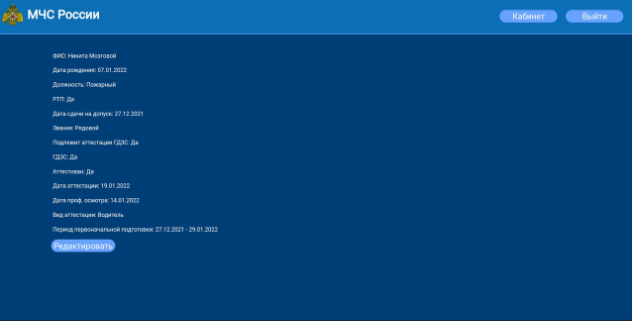 МЧС России
Кабинет
Выйти
ФИО: Никита Мозговой
Дата рождения: 07.01.2022
Должность: Пожарный
РТП: Да
Дата сдачи на допуск: 27.12.2021
Звание: Рядовой
Подлежит аттестации ГДЗС: Да
ГДЗС: Да
Аттестован: Да
Дата аттестации: 19.01.2022
Дата проф. осмотра: 14.01.2022
Вид аттестации: Водитель
Период первоначальной подготовки: 27.12.2021 - 29.01.2022
Редактировать